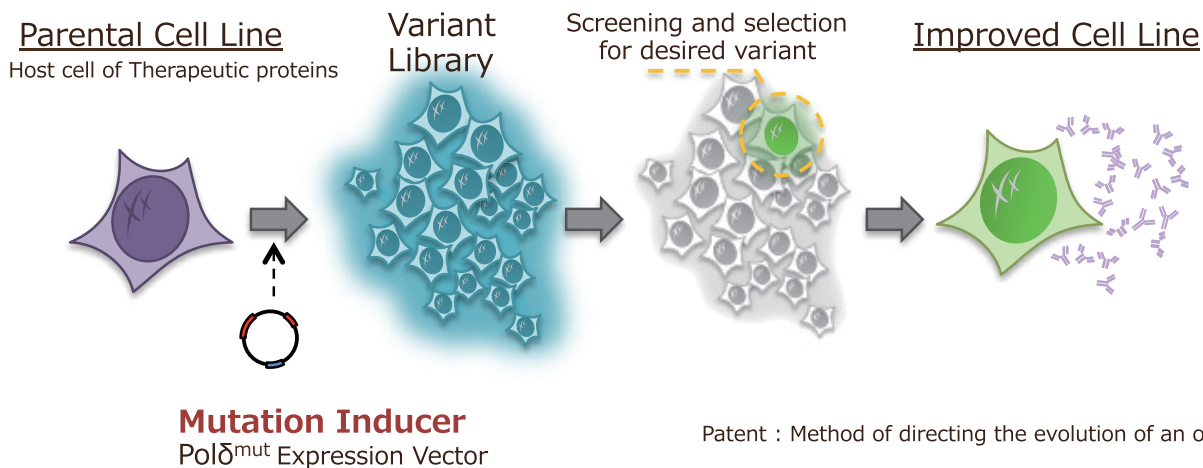 Parental Cell Line
Host cell of Therapeutic proteins
Variant
Library
Screening and selection
for desired variant
Improved Cell Line
Mutation Inducer
Polδmut Expression Vector
Patent : Method of directing the evolution of an o